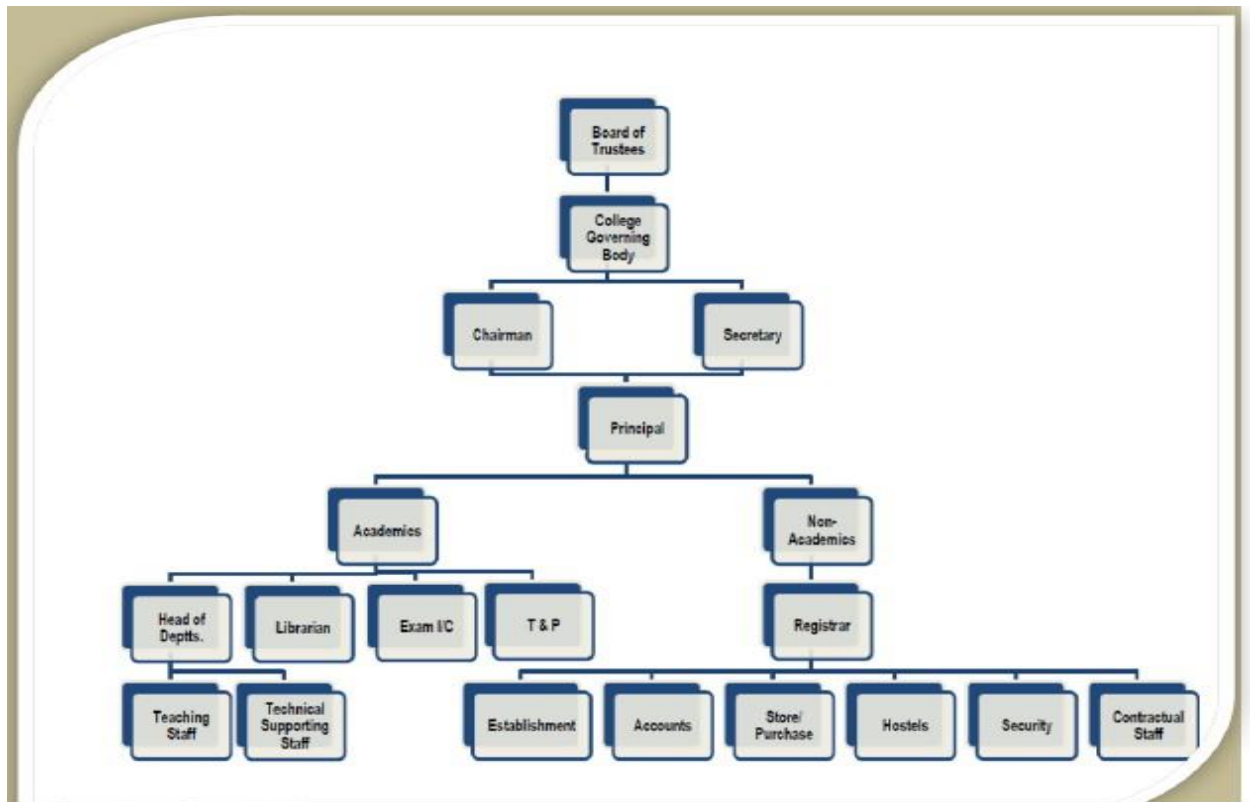 Board of
Trustees
College
Governing
Body
Chairman
Secretary
Principal
Academics
Non-
Academics
Head of
Deptts.
Librarian
Exam I/C
T & P
Registrar
Teaching
Staff
Technical
Supporting
Staff
Establishment
Accounts
Store/
Purchase
Hostels
Security
Contractual
Staff